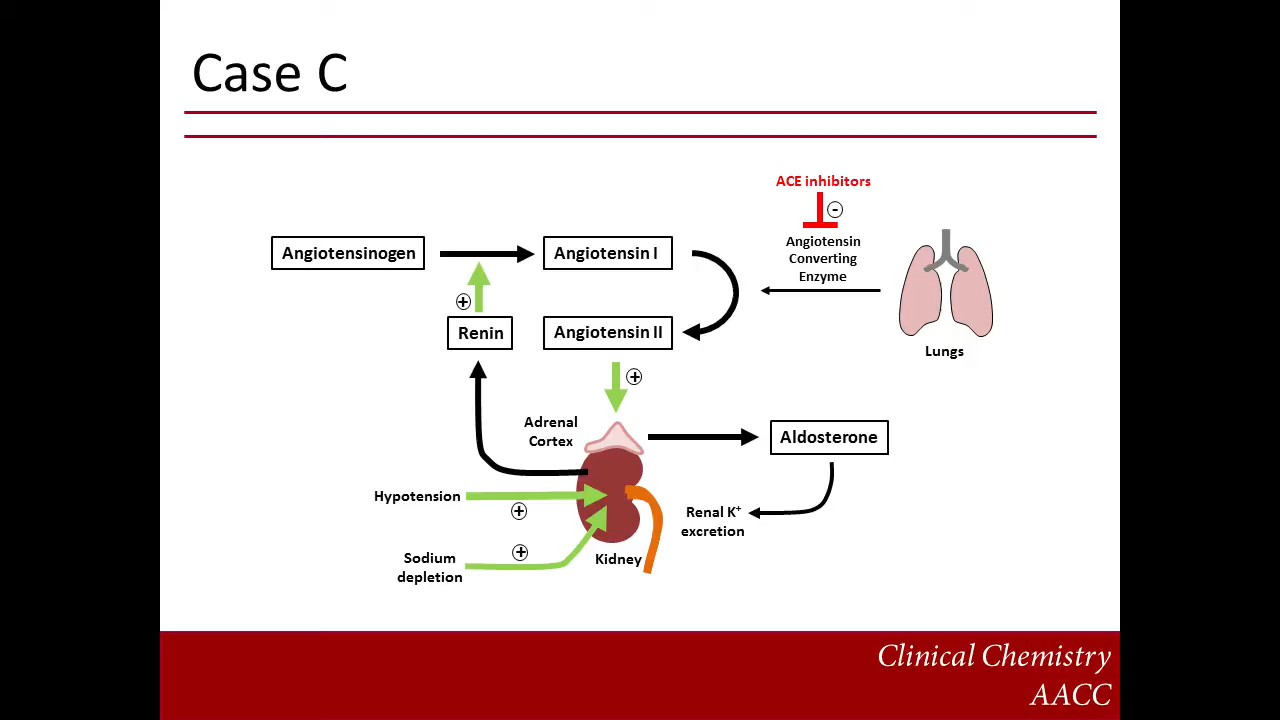 Case C
ACE inhibitors
-
Angiotensin
Converting
Enzyme
Angiotensinogen
Angiotensin I
+
Renin
Angiotensin II
Lungs
+
Adrenal
Cortex
Aldosterone
Hypotension
+
Renal K⁺
excretion
+
Sodium
depletion
Kidney
Clinical Chemistry
AACC